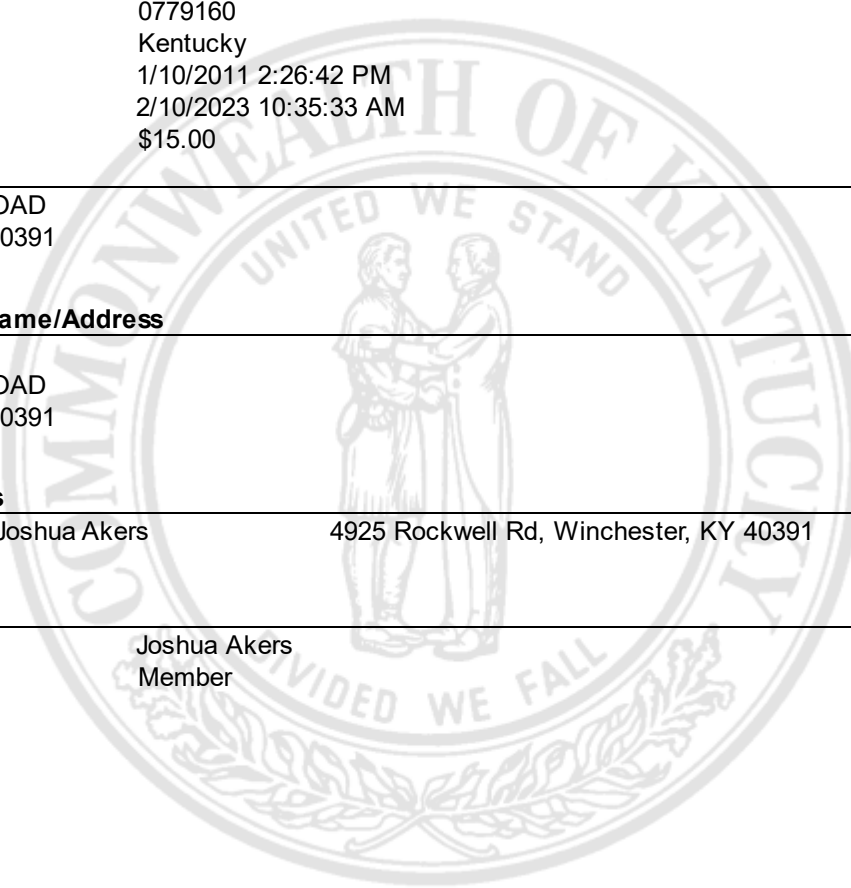 0779160
Kentucky
1/10/2011 2:26:42 PM
2/10/2023 10:35:33 AM
$15.00
OAD
0391
ame/Address
OAD
0391
s
Joshua Akers 4925 Rockwell Rd, Winchester, KY 40391
Joshua Akers
Member
COMMONWEALTH OF KENTUCKY
UNITED WE STAND
DIVIDED WE FALL